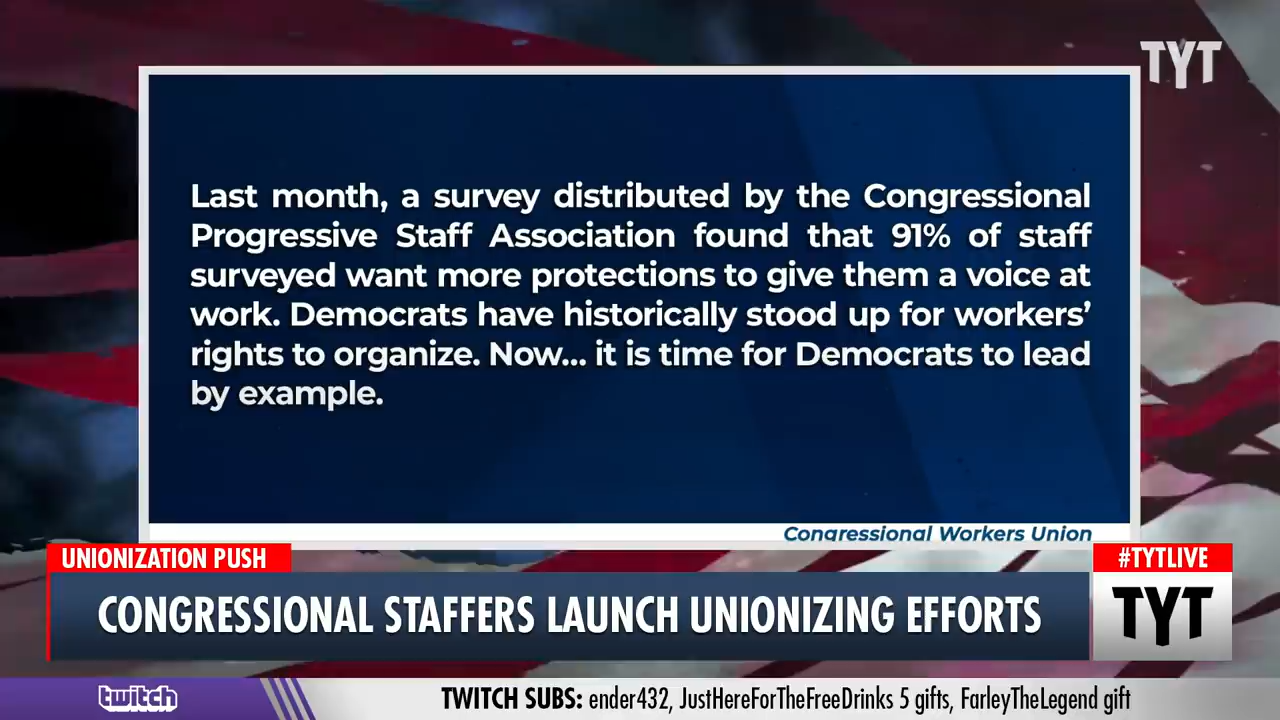 TYT
Last month, a survey distributed by the Congressional
Progressive Staff Association found that 91% of staff
surveyed want more protections to give them a voice at
work. Democrats have historically stood up for workers’
rights to organize. Now... it is time for Democrats to lead
by example.
Congressional Workers Union
UNIONIZATION PUSH
#TYTLIVE
CONGRESSIONAL STAFFERS LAUNCH UNIONIZING EFFORTS
TYT
twitch
TWITCH SUBS: ender432, JustHereForTheFreeDrinks 5 gifts, FarleyTheLegend gift